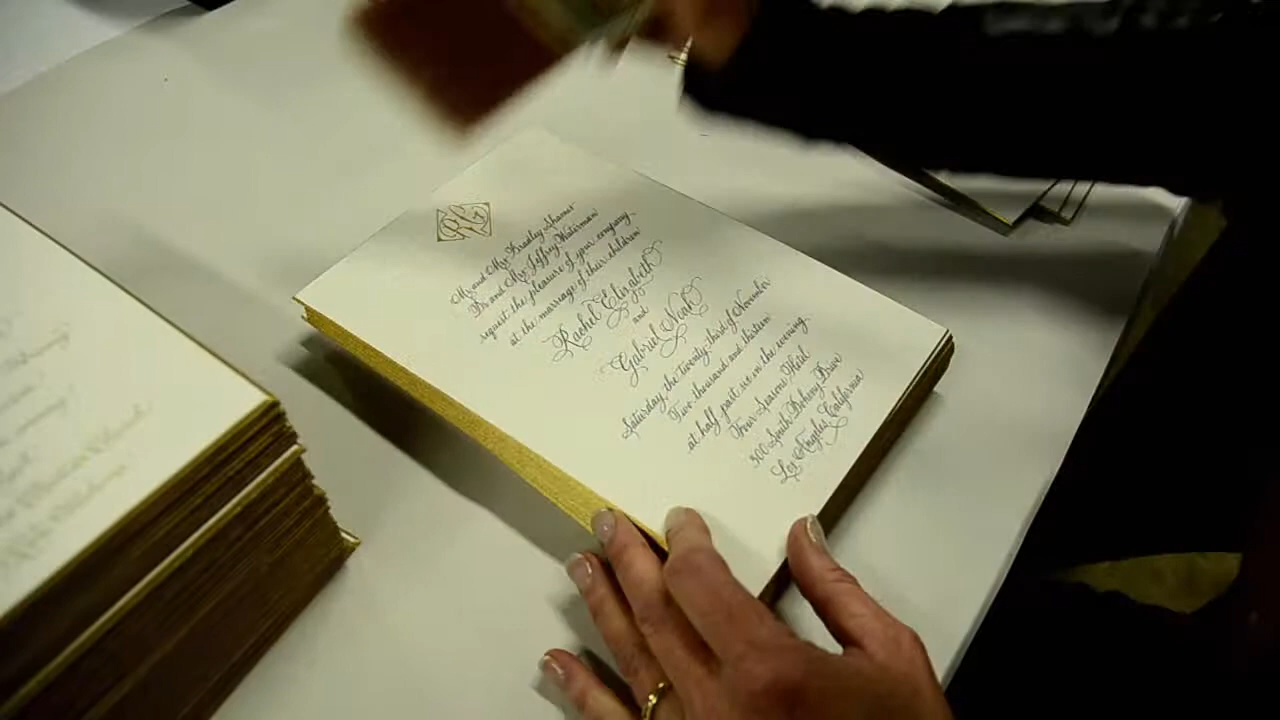 RG
Mr. and Mrs. Bradley Shamer
Dr. and Mrs. Jeffrey Waterman
request the pleasure of your company
at the marriage of their children
Rachel Elizabeth
and
Gabriel Noah
Saturday, the twenty-third of November
Two thousand and thirteen
at half past six in the evening
Four Seasons Hotel
300 South Doheny Drive
Los Angeles, California